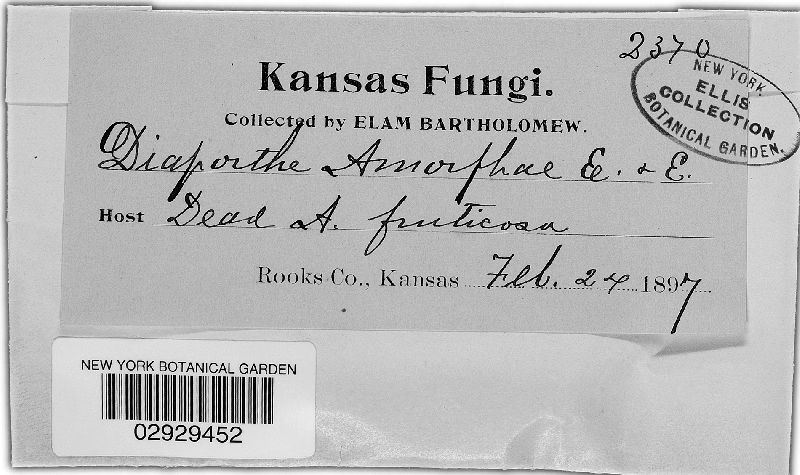 2370
NEW YORK
ELLIS
COLLECTION
BOTANICAL GARDEN.
Kansas Fungi.
Collected by ELAM BARTHOLOMEW.
Diaporthe Amorphae E. & E.
Host Dead A. fruticosa
Rooks Co., Kansas Feb. 24 1897
NEW YORK BOTANICAL GARDEN
02929452